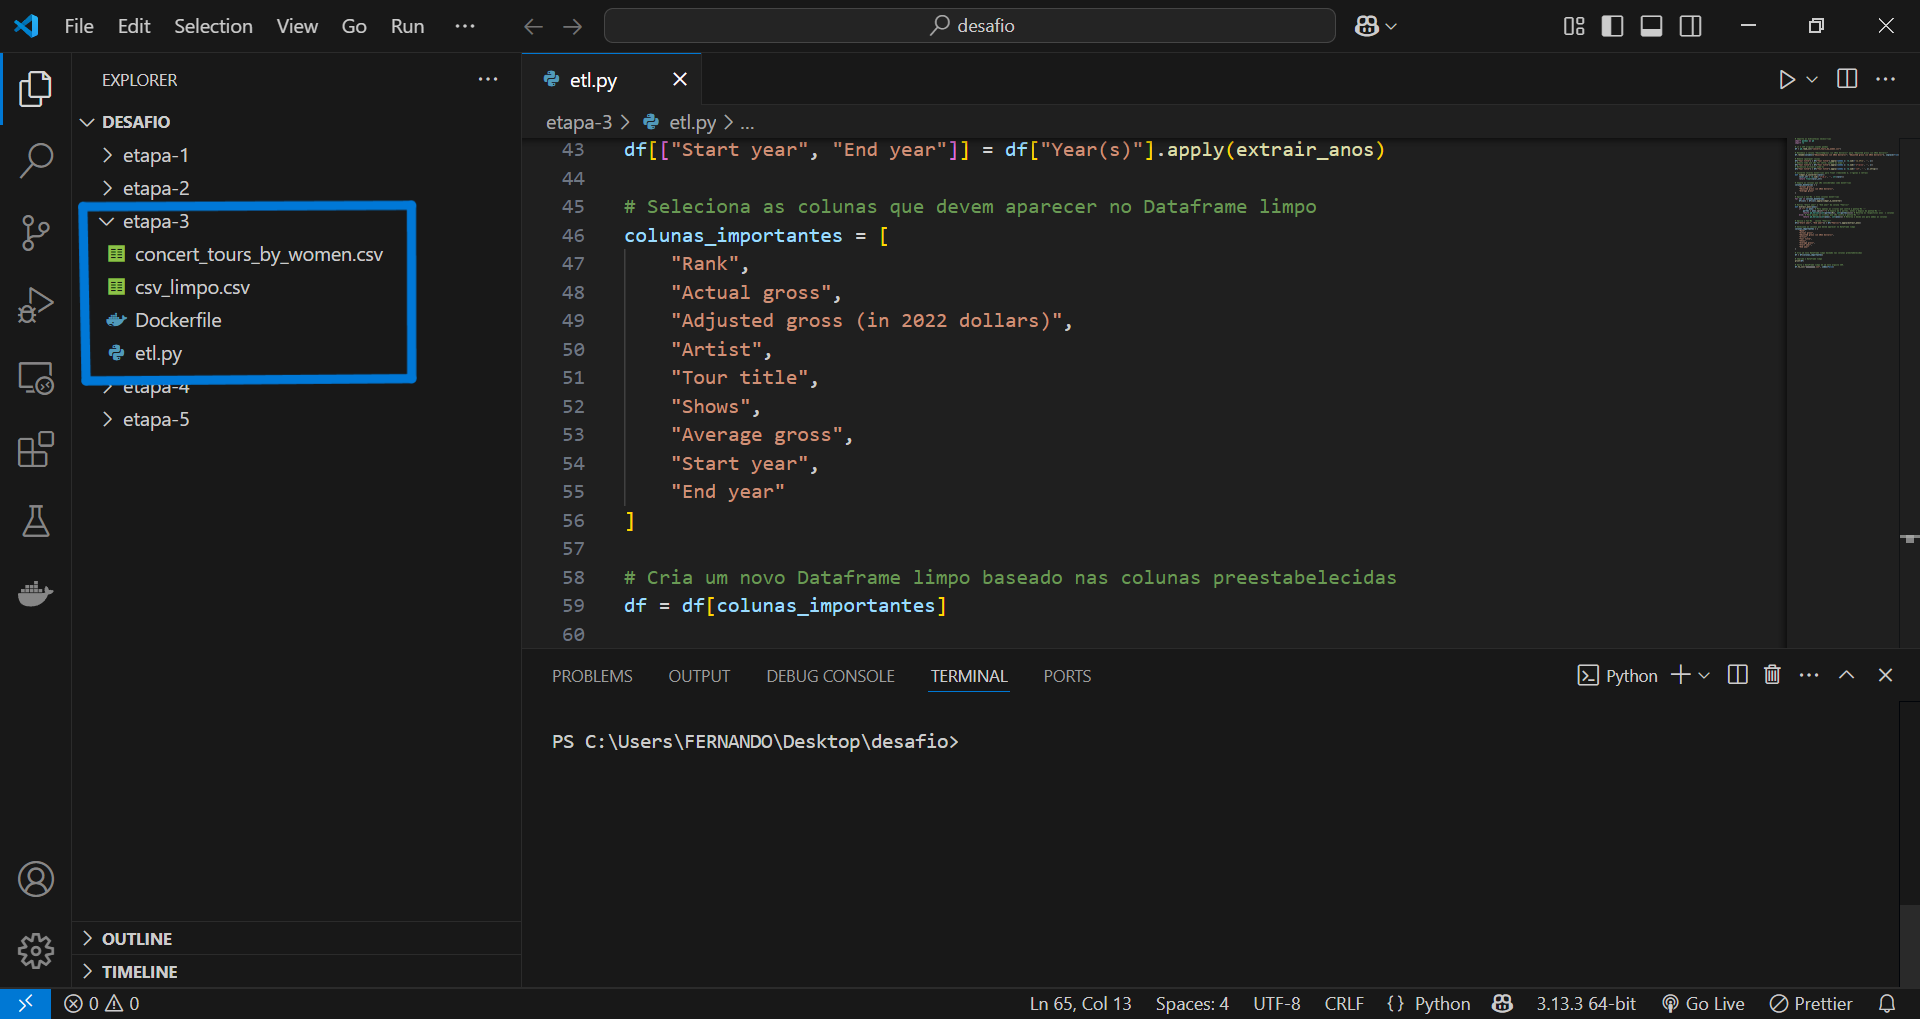 File Edit Selection View Go Run ···
desafio
EXPLORER
DESAFIO
etapa-1
etapa-2
etapa-3
concert_tours_by_women.csv
csv_limpo.csv
Dockerfile
etl.py
etapa-4
etapa-5
OUTLINE
TIMELINE
etl.py
etapa-3 > etl.py > ...
43 df[["Start year", "End year"]] = df["Year(s)"].apply(extrair_anos)
44
45 # Seleciona as colunas que devem aparecer no Dataframe limpo
46 colunas_importantes = [
47 "Rank",
48 "Actual gross",
49 "Adjusted gross (in 2022 dollars)",
50 "Artist",
51 "Tour title",
52 "Shows",
53 "Average gross",
54 "Start year",
55 "End year"
56 ]
57
58 # Cria um novo Dataframe limpo baseado nas colunas preestabelecidas
59 df = df[colunas_importantes]
60
PROBLEMS OUTPUT DEBUG CONSOLE TERMINAL PORTS
Python
PS C:\Users\FERNANDO\Desktop\desafio>
0 0
Ln 65, Col 13 Spaces: 4 UTF-8 CRLF {} Python 3.13.3 64-bit Go Live Prettier